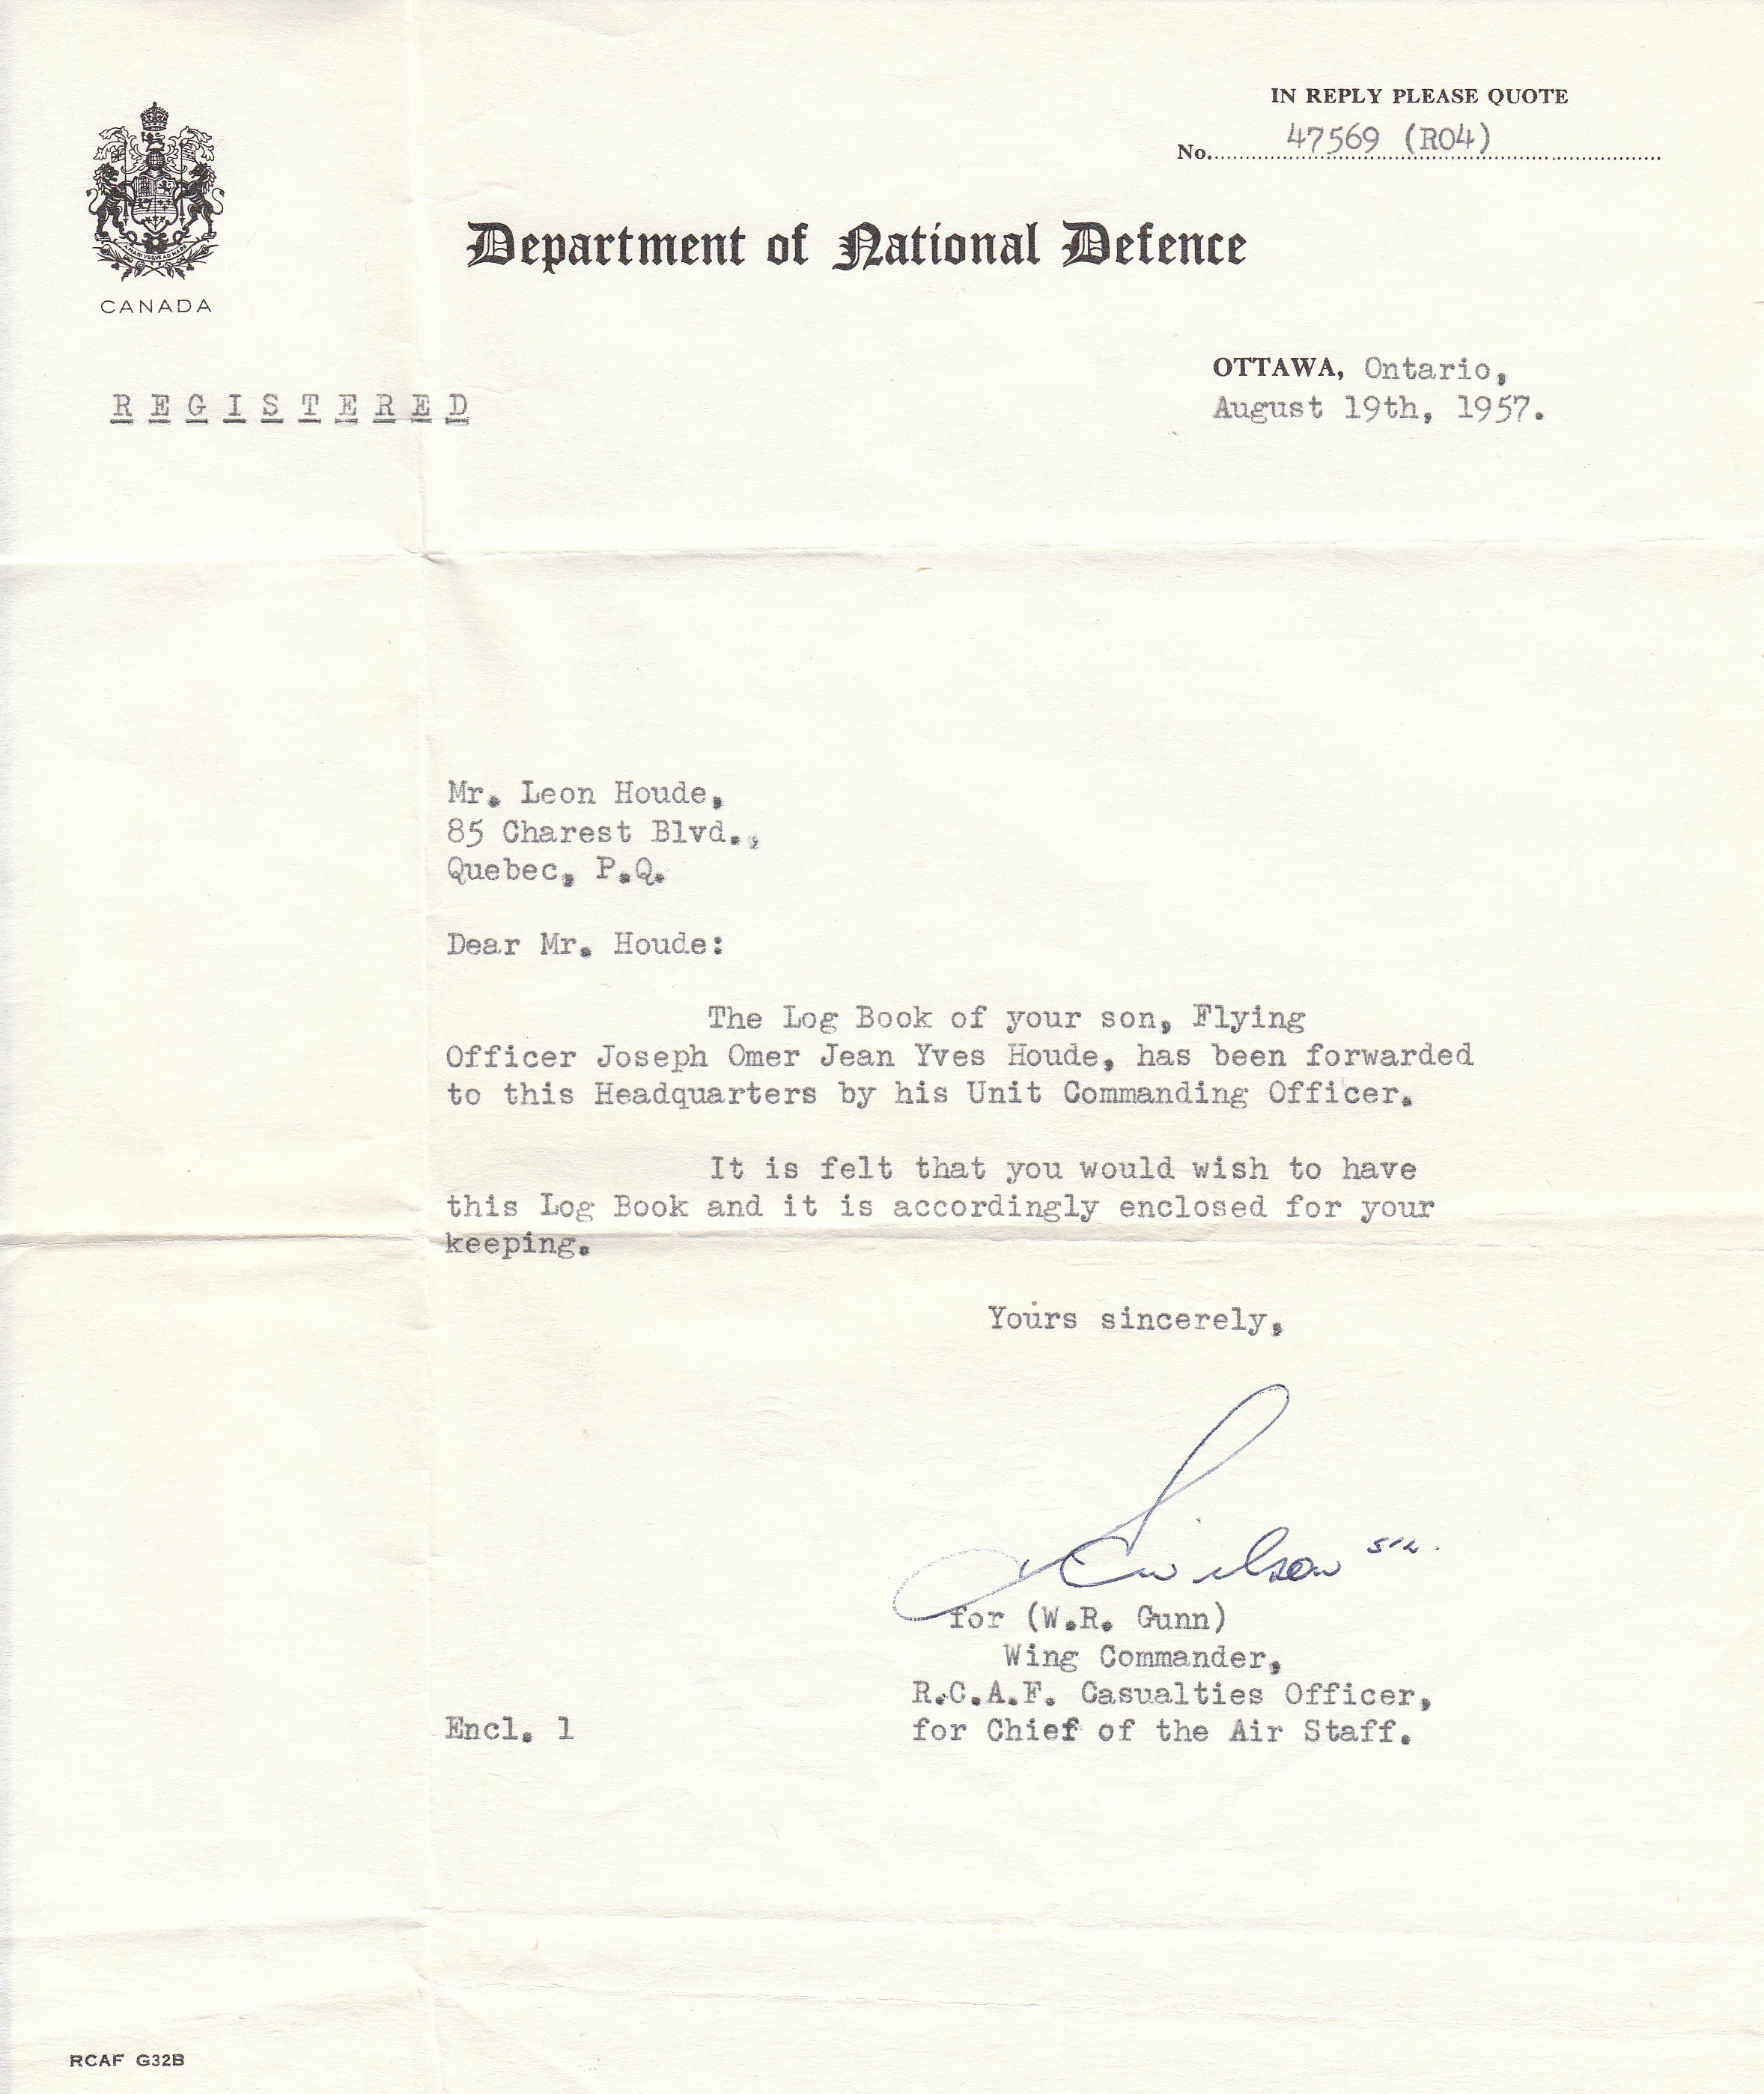 IN REPLY PLEASE QUOTE
No. 47569 (RO4)
CANADA
Department of National Defence
OTTAWA, Ontario,
August 19th, 1957.
REGISTERED
Mr. Leon Houde,
85 Charest Blvd.,
Quebec, P.Q.
Dear Mr. Houde:
The Log Book of your son, Flying
Officer Joseph Omer Jean Yves Houde, has been forwarded
to this Headquarters by his Unit Commanding Officer.
It is felt that you would wish to have
this Log Book and it is accordingly enclosed for your
keeping.
Yours sincerely,
for (W.R. Gunn)
Wing Commander,
R.C.A.F. Casualties Officer,
Encl. 1 for Chief of the Air Staff.
RCAF G32B